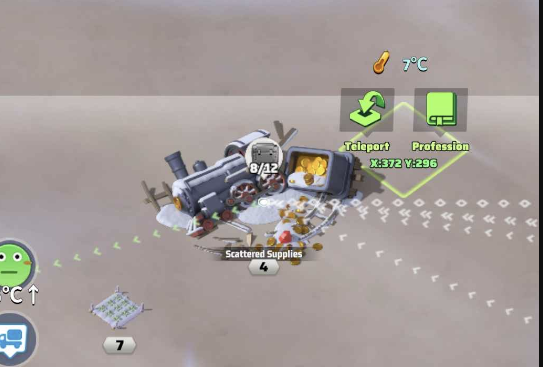 7°C
Teleport
Profession
X:372 Y:296
8/12
Scattered Supplies
4
°C↑
7